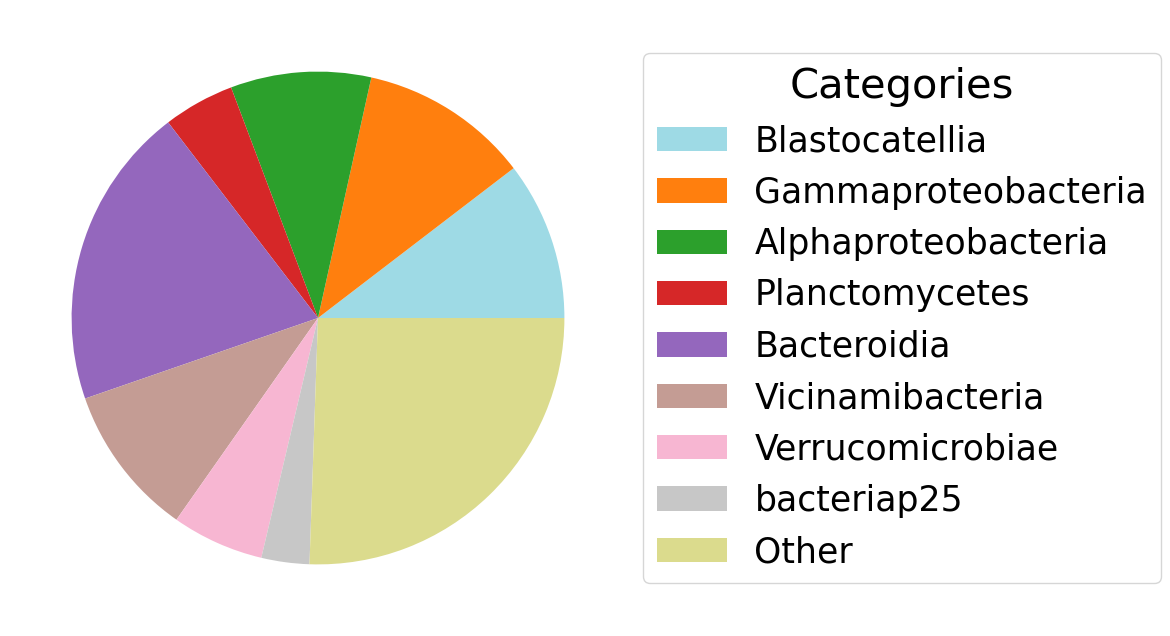 Categories
Blastocatellia
Gammaproteobacteria
Alphaproteobacteria
Planctomycetes
Bacteroidia
Vicinamibacteria
Verrucomicrobiae
bacteriap25
Other